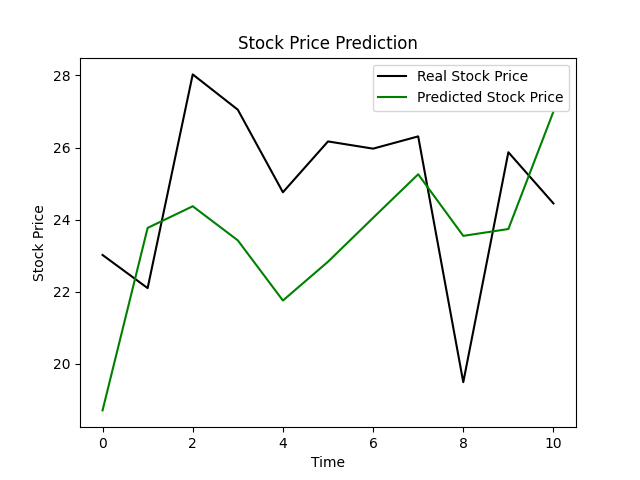 Stock Price Prediction
Real Stock Price
Predicted Stock Price
Stock Price
28
26
24
22
20
0 2 4 6 8 10
Time